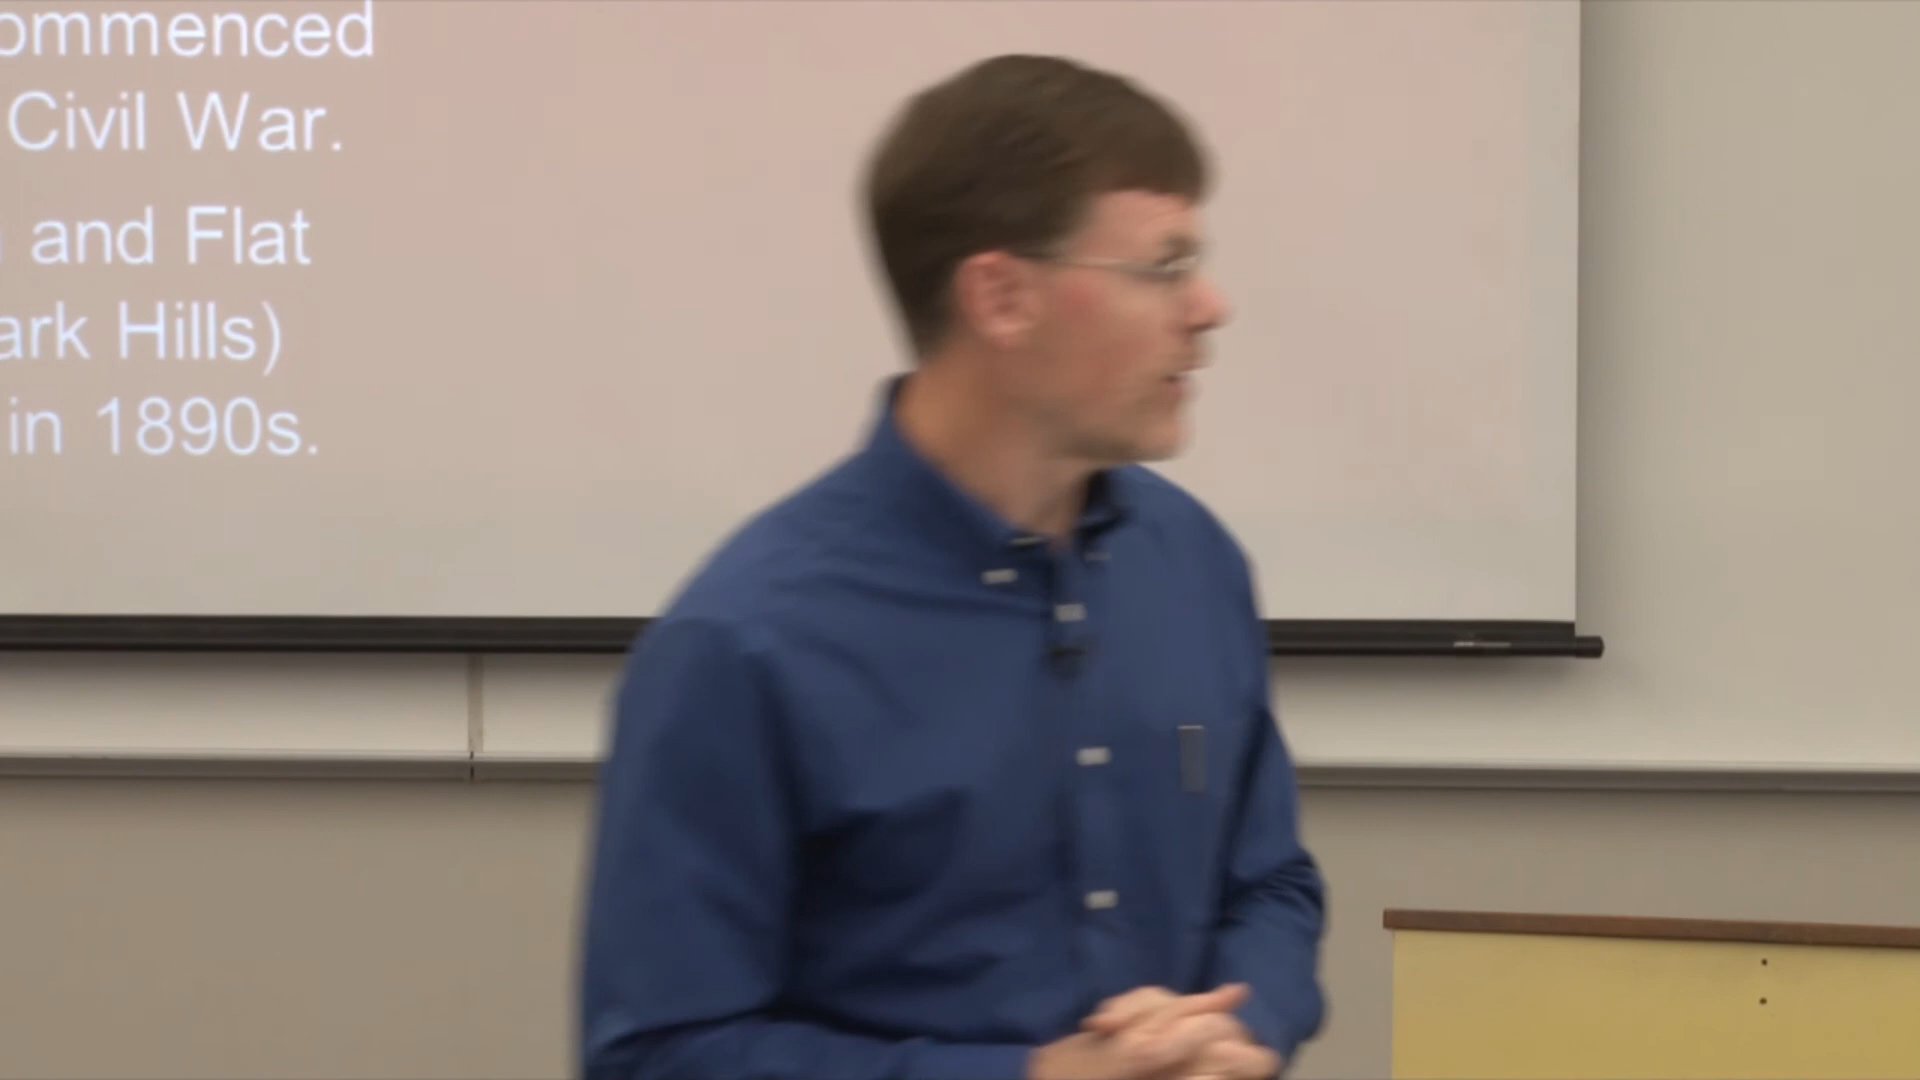 ommenced
Civil War.
and Flat
ark Hills)
in 1890s.